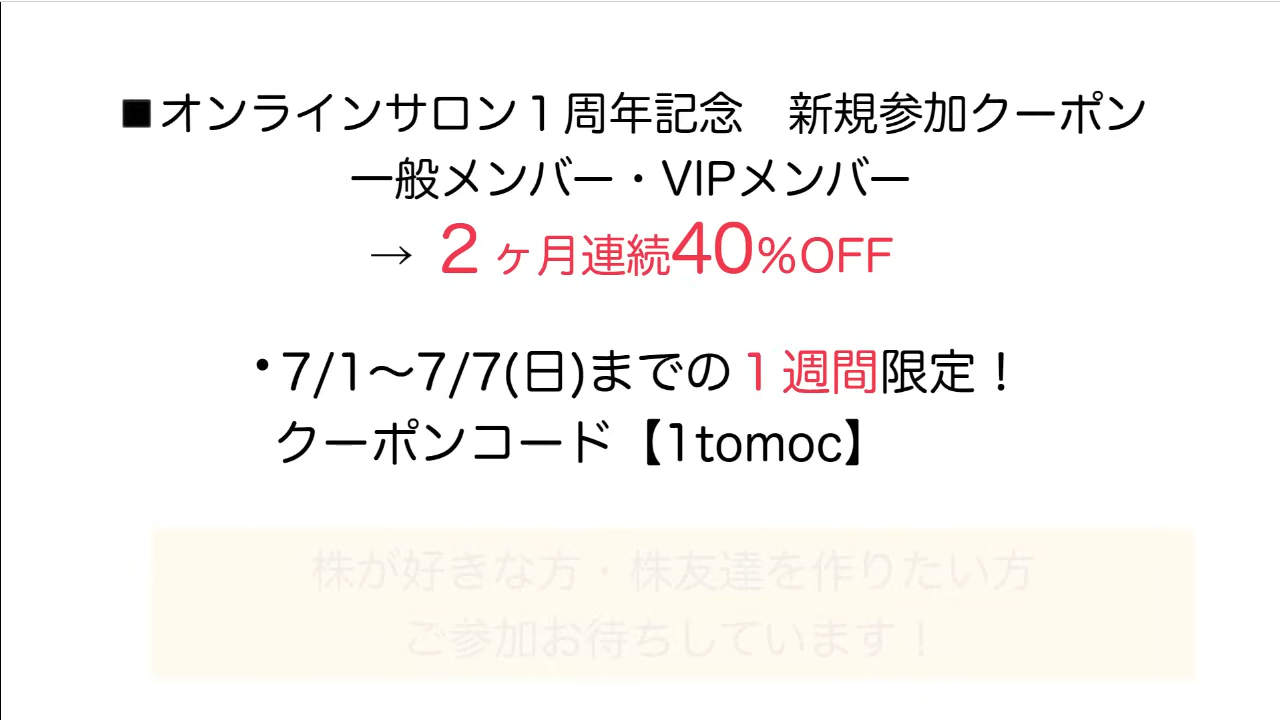 ■オンラインサロン１周年記念　新規参加クーポン
一般メンバー・VIPメンバー
→ ２ヶ月連続40%OFF
・7/1〜7/7(日)までの１週間限定！
クーポンコード【1tomoc】
株が好きな方・株友達を作りたい方
ご参加お待ちしています！